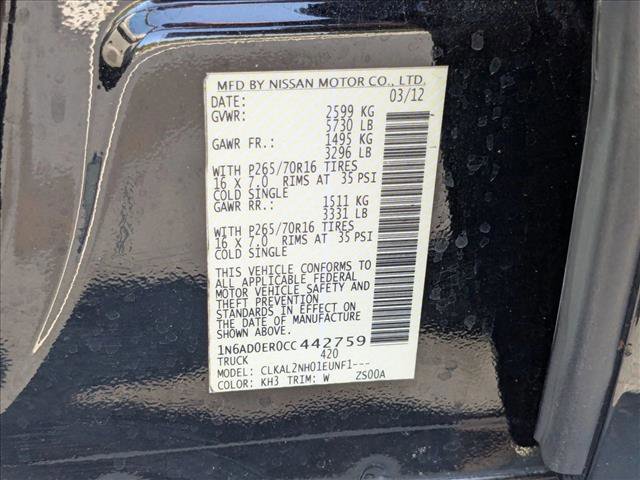 MFD BY NISSAN MOTOR CO., LTD.
DATE: 03/12
GVWR: 2599 KG
5730 LB
GAWR FR.: 1495 KG
3296 LB
WITH P265/70R16 TIRES
16 X 7.0 RIMS AT 35 PSI
COLD SINGLE
GAWR RR.: 1511 KG
3331 LB
WITH P265/70R16 TIRES
16 X 7.0 RIMS AT 35 PSI
COLD SINGLE
THIS VEHICLE CONFORMS TO
ALL APPLICABLE FEDERAL
MOTOR VEHICLE SAFETY AND
THEFT PREVENTION
STANDARDS IN EFFECT ON
THE DATE OF MANUFACTURE
SHOWN ABOVE.
1N6AD0ER0CC442759
TRUCK 420
MODEL: CLKAL2NH01EUNF1---
COLOR: KH3 TRIM: W ZS00A